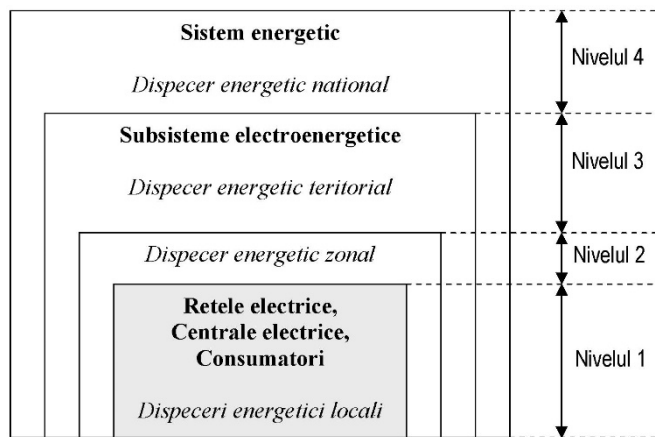 Sistem energetic
Nivelul 4
Dispecer energetic national
Subsisteme electroenergetice
Nivelul 3
Dispecer energetic teritorial
Dispecer energetic zonal
Nivelul 2
Retele electrice,
Centrale electrice,
Consumatori
Nivelul 1
Dispeceri energetici locali